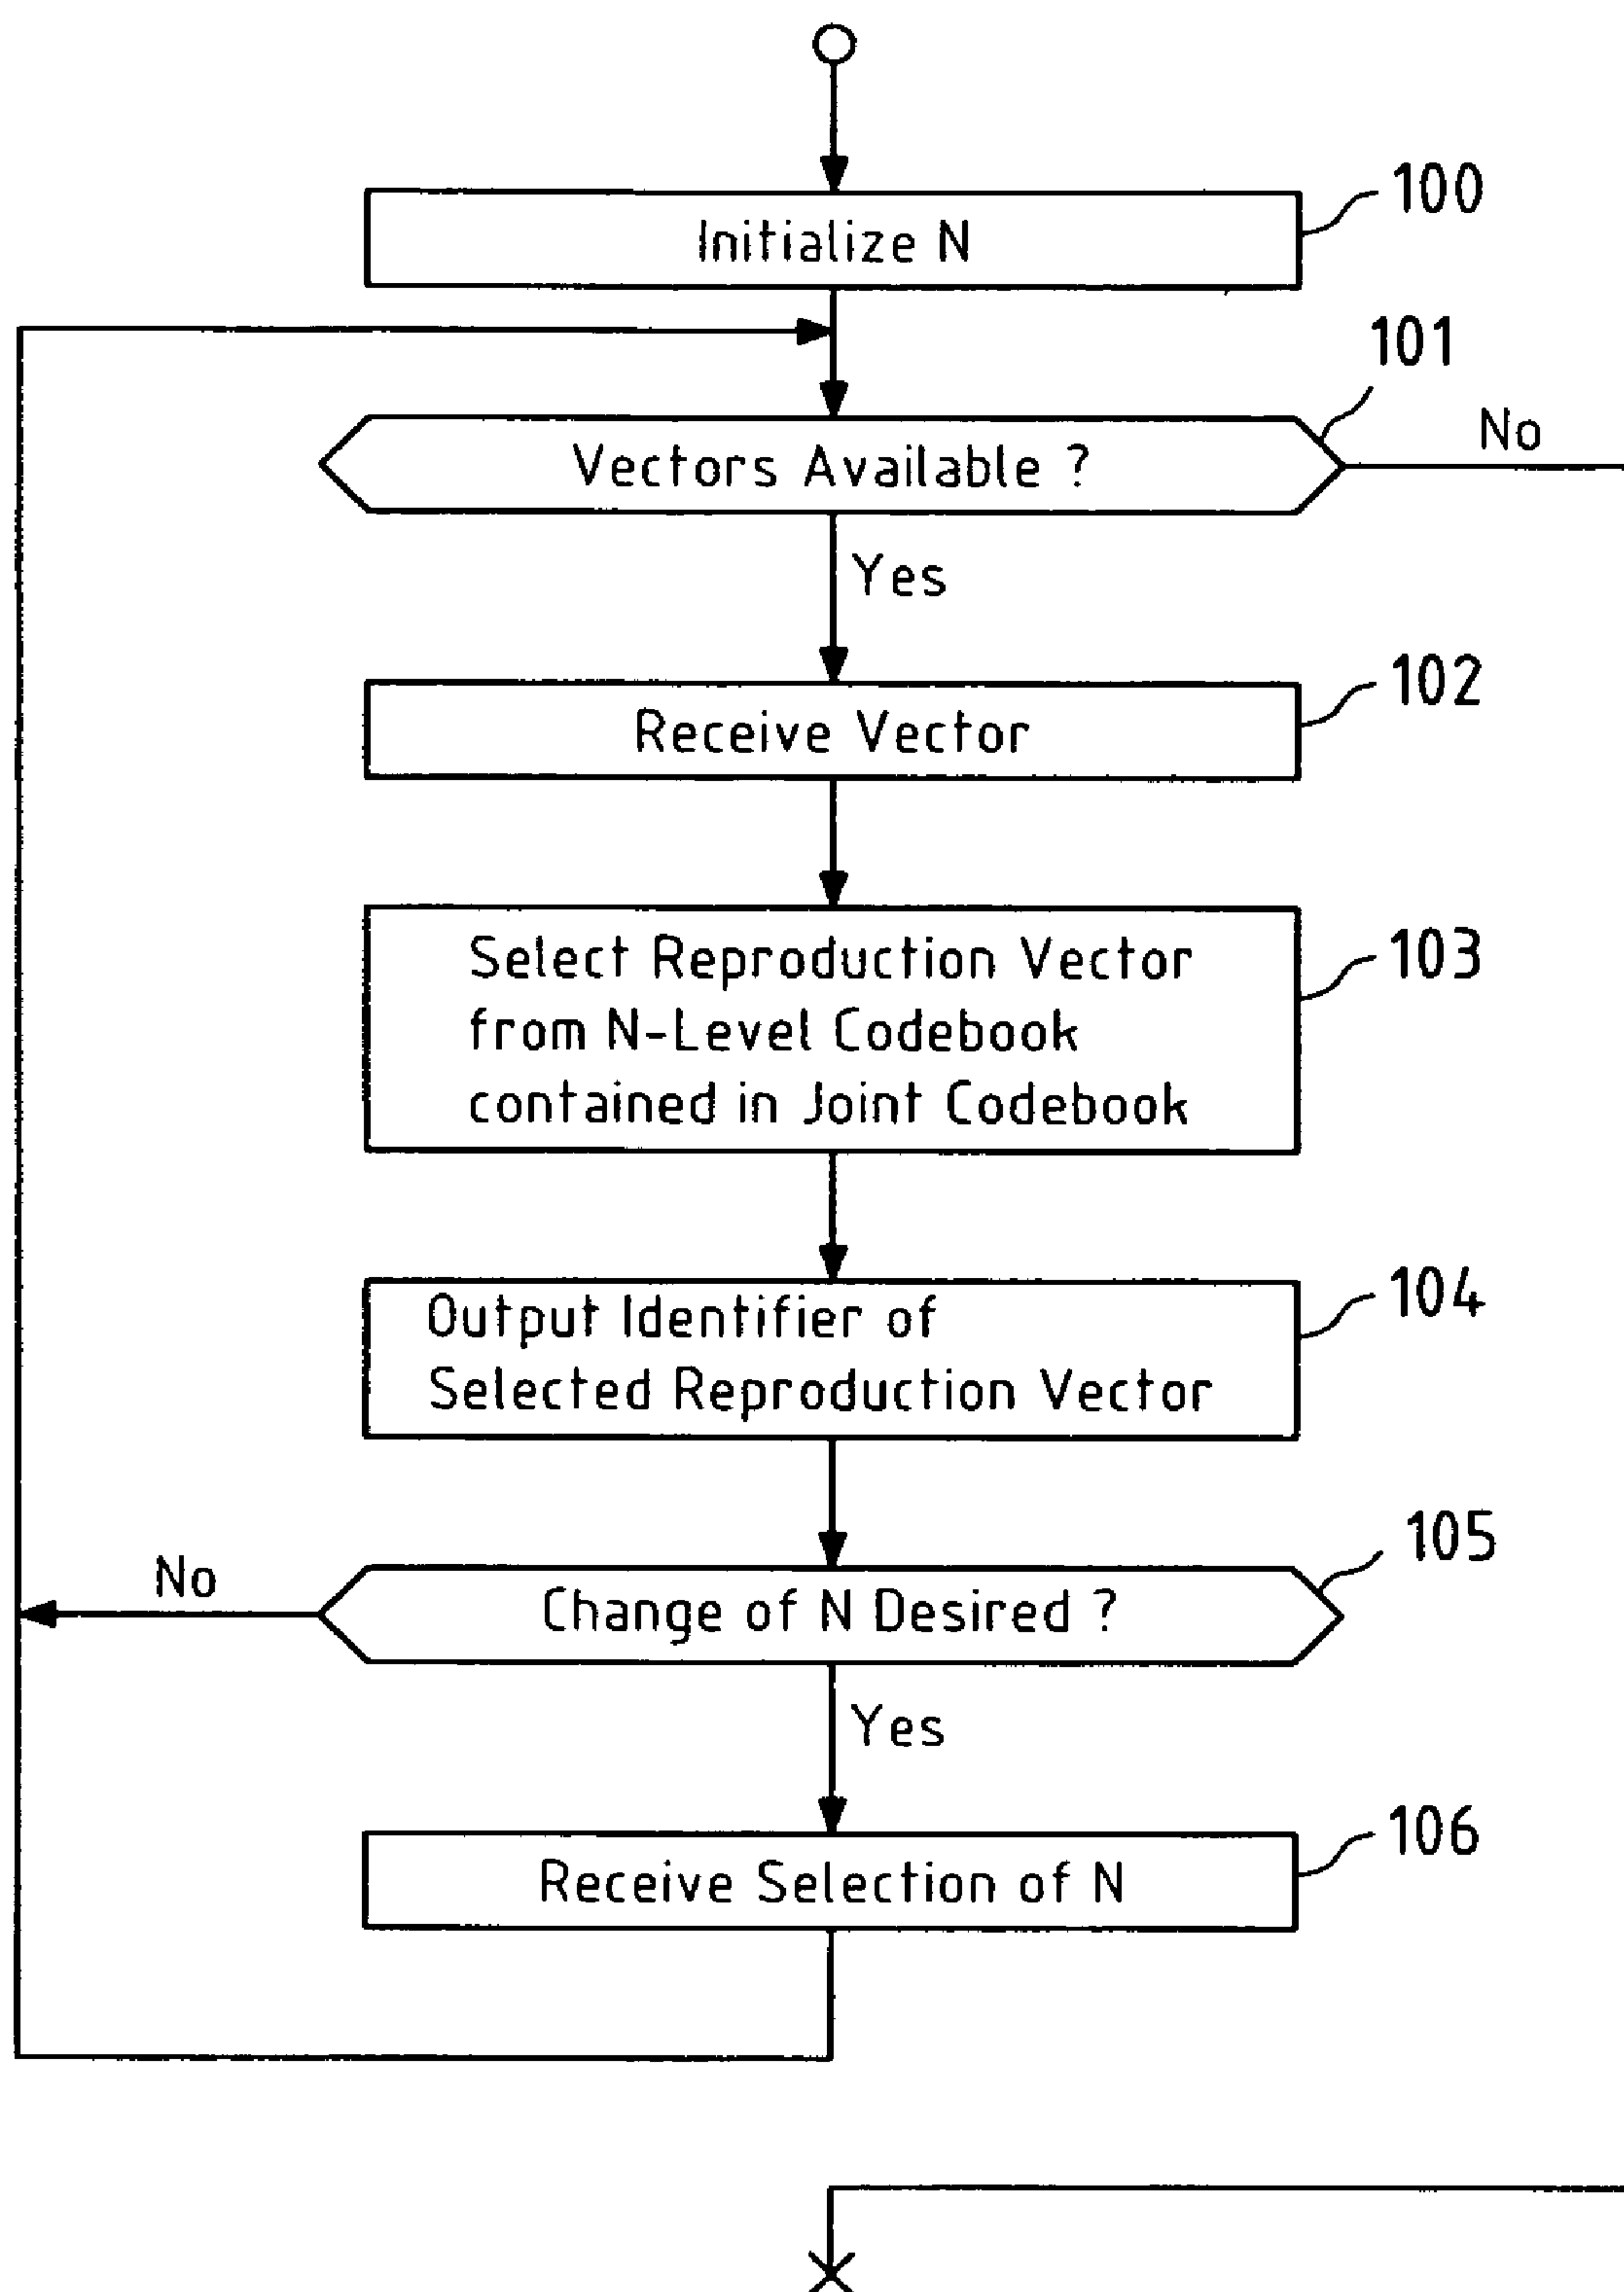 100
Initialize N
101
Vectors Available ?
No
Yes
102
Receive Vector
103
Select Reproduction Vector
from N-Level Codebook
contained in Joint Codebook
104
Output Identifier of
Selected Reproduction Vector
105
No
Change of N Desired ?
Yes
106
Receive Selection of N